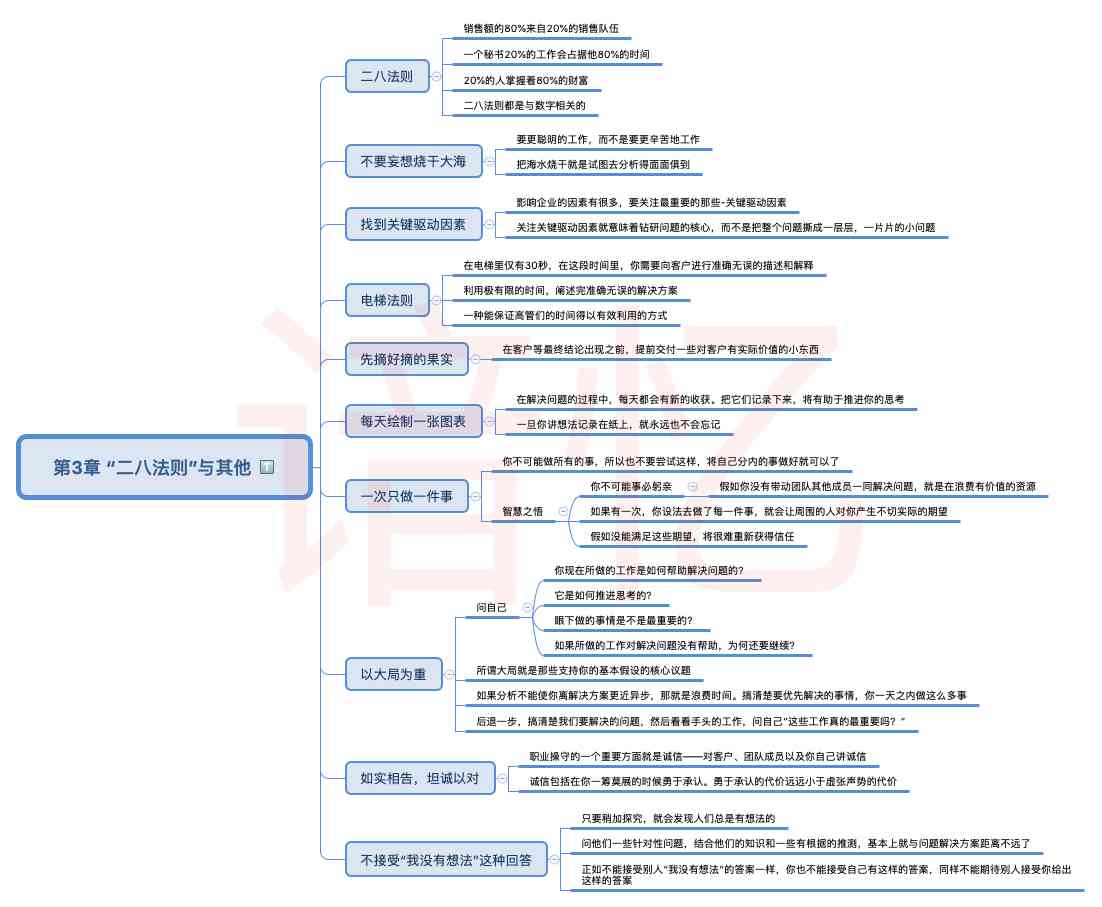 销售额的80%来自20%的销售队伍
一个秘书20%的工作会占据他80%的时间
二八法则
20%的人掌握着80%的财富
二八法则都是与数字相关的
要更聪明的工作，而不是要更辛苦地工作
不要妄想烧干大海
把海水烧干就是试图去分析得面面俱到
影响企业的因素有很多，要关注最重要的那些-关键驱动因素
找到关键驱动因素
关注关键驱动因素就意味着钻研问题的核心，而不是把整个问题撕成一层层，一片片的小问题
在电梯里仅有30秒，在这段时间里，你需要向客户进行准确无误的描述和解释
电梯法则
利用极有限的时间，阐述完准确无误的解决方案
一种能保证高管们的时间得以有效利用的方式
先摘好摘的果实
在客户等最终结论出现之前，提前交付一些对客户有实际价值的小东西
在解决问题的过程中，每天都会有新的收获。把它们记录下来，将有助于推进你的思考
每天绘制一张图表
一旦你讲想法记录在纸上，就永远也不会忘记
第3章 “二八法则”与其他
你不可能做所有的事，所以也不要尝试这样，将自己分内的事做好就可以了
一次只做一件事
你不可能事必躬亲
假如你没有带动团队其他成员一同解决问题，就是在浪费有价值的资源
智慧之悟
如果有一次，你设法去做了每一件事，就会让周围的人对你产生不切实际的期望
假如没能满足这些期望，将很难重新获得信任
你现在所做的工作是如何帮助解决问题的?
问自己
它是如何推进思考的?
眼下做的事情是不是最重要的?
如果所做的工作对解决问题没有帮助，为何还要继续?
以大局为重
所谓大局就是那些支持你的基本假设的核心议题
如果分析不能使你离解决方案更近异步，那就是浪费时间。搞清楚要优先解决的事情，你一天之内做这么多事
后退一步，搞清楚我们要解决的问题，然后看看手头的工作，问自己“这些工作真的最重要吗？”
职业操守的一个重要方面就是诚信——对客户、团队成员以及你自己讲诚信
如实相告，坦诚以对
诚信包括在你一筹莫展的时候勇于承认。勇于承认的代价远远小于虚张声势的代价
只要稍加探究，就会发现人们总是有想法的
不接受“我没有想法”这种回答
问他们一些针对性问题，结合他们的知识和一些有根据的推测，基本上就与问题解决方案距离不远了
正如不能接受别人“我没有想法”的答案一样，你也不能接受自己有这样的答案，同样不能期待别人接受你给出
这样的答案